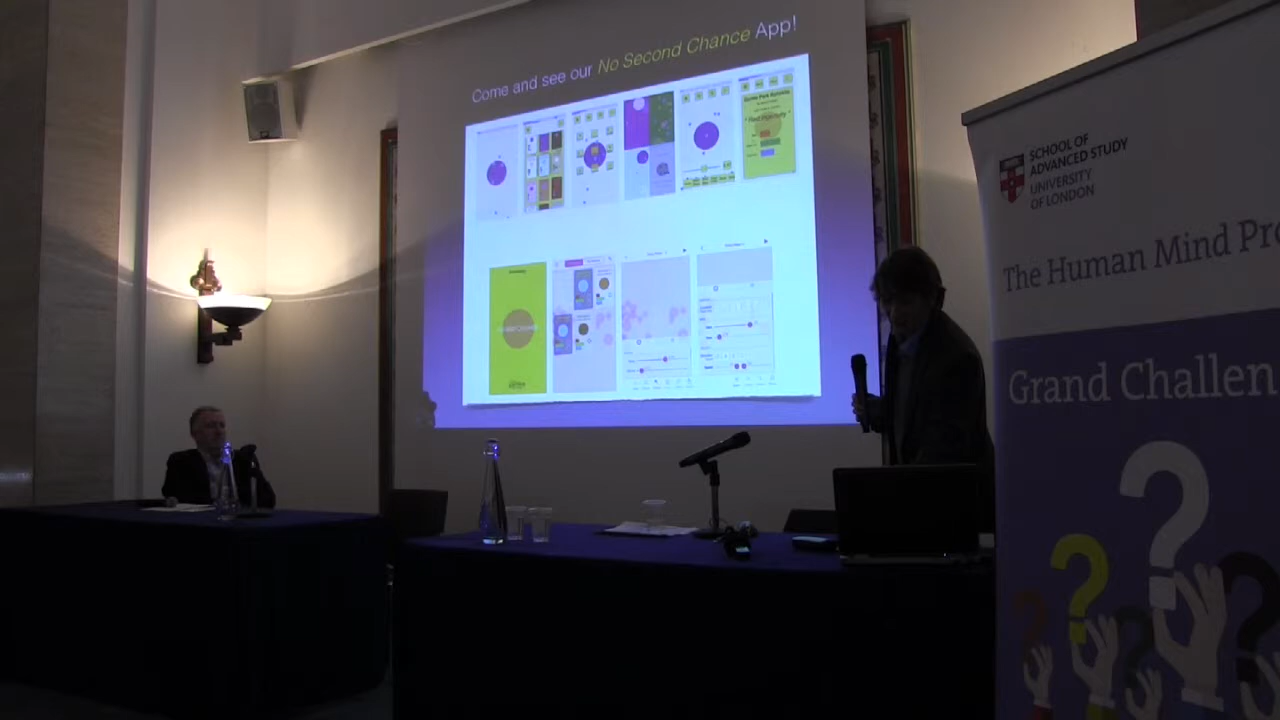 Come and see our No Second Chance App!
SCHOOL OF
ADVANCED STUDY
UNIVERSITY
OF LONDON
The Human Mind Pro
Grand Challen